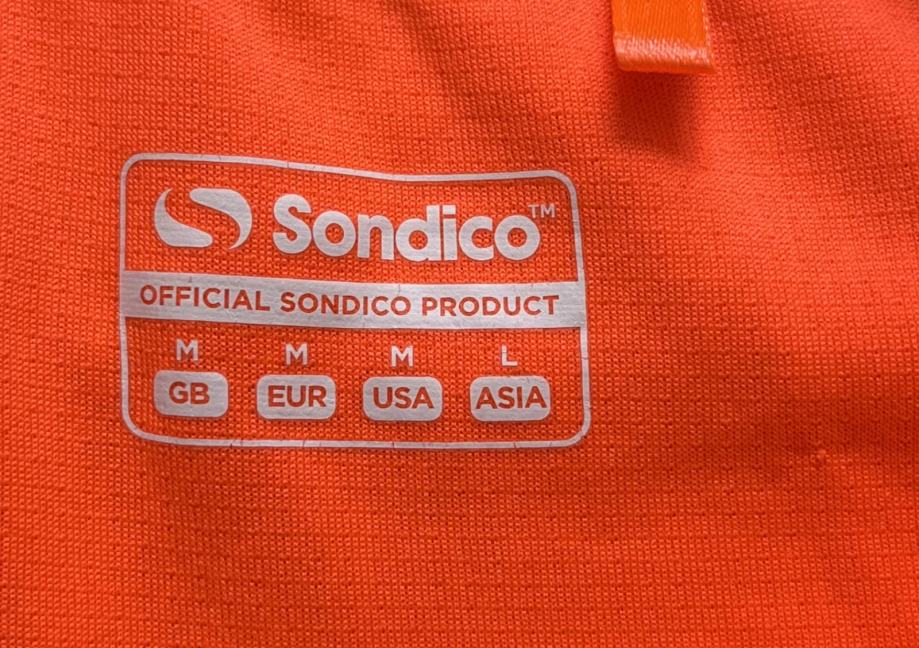 Sondico™
OFFICIAL SONDICO PRODUCT
M M M L
GB EUR USA ASIA